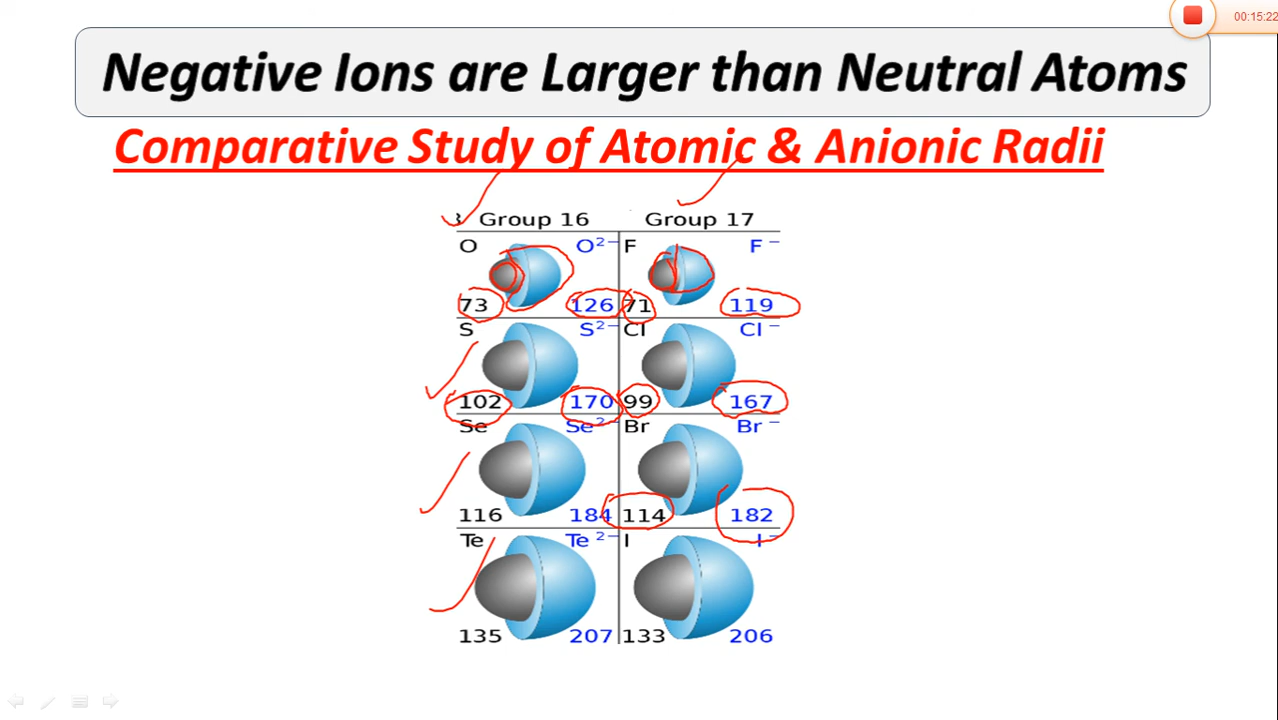 00:15:22
Negative Ions are Larger than Neutral Atoms
Comparative Study of Atomic & Anionic Radii
Group 16 Group 17
O O²⁻ F F⁻
73 126 71 119
S S²⁻ Cl Cl⁻
102 170 99 167
Se Se²⁻ Br Br⁻
116 184 114 182
Te Te²⁻ I I⁻
135 207 133 206